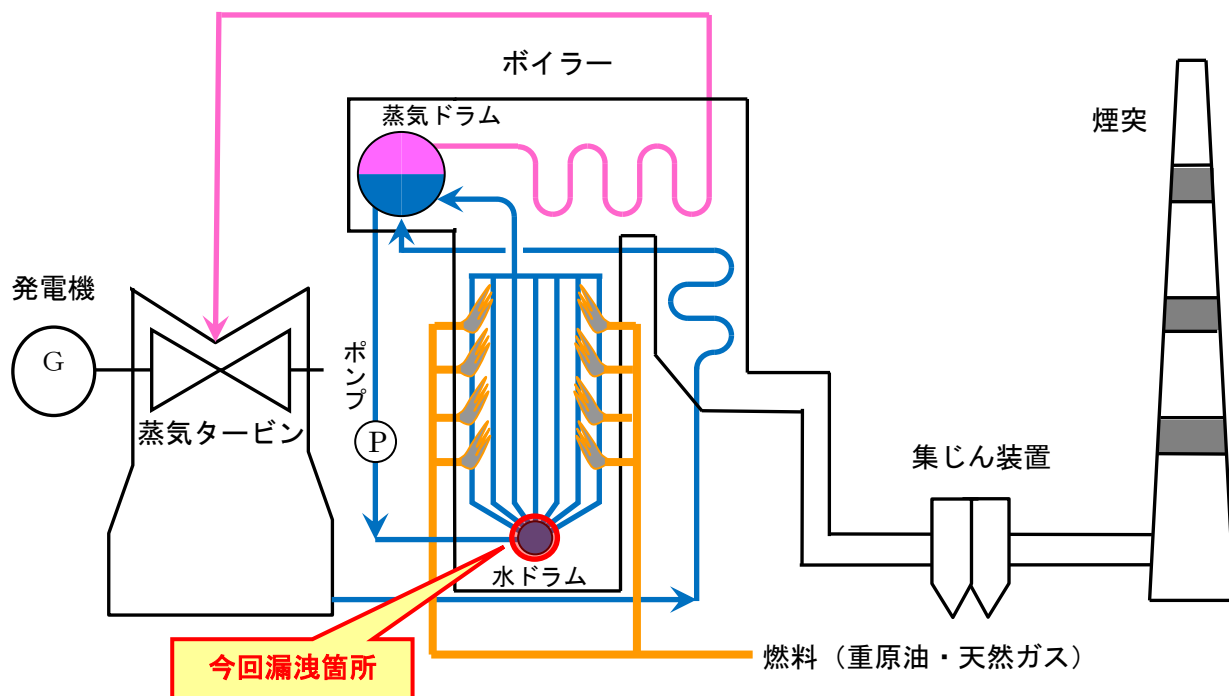 ボイラー
蒸気ドラム
煙突
発電機
G
ポンプ
蒸気タービン
P
集じん装置
水ドラム
今回漏洩箇所
燃料（重原油・天然ガス）